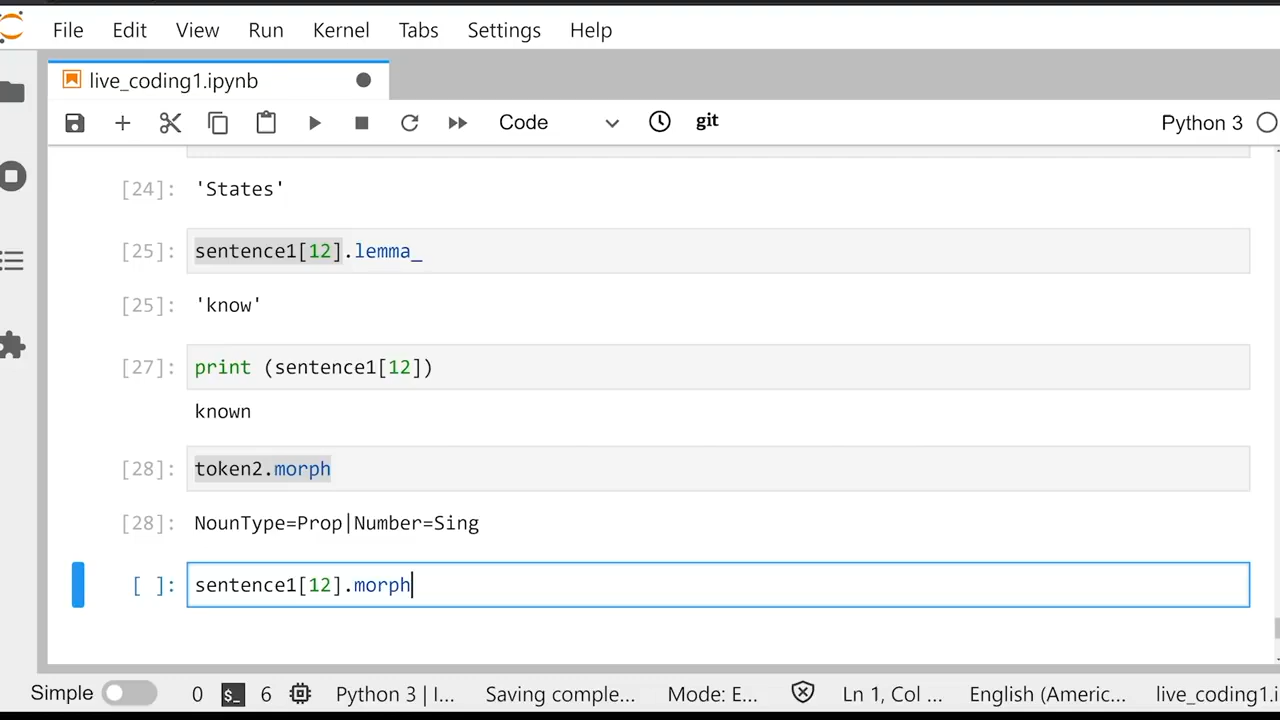 File Edit View Run Kernel Tabs Settings Help
live_coding1.ipynb
Code git Python 3
[24]: 'States'
[25]: sentence1[12].lemma_
[25]: 'know'
[27]: print (sentence1[12])
known
[28]: token2.morph
[28]: NounType=Prop|Number=Sing
[ ]: sentence1[12].morph
Simple 0 $_ 6 Python 3 | I... Saving comple... Mode: E... Ln 1, Col ... English (Americ... live_coding1.i